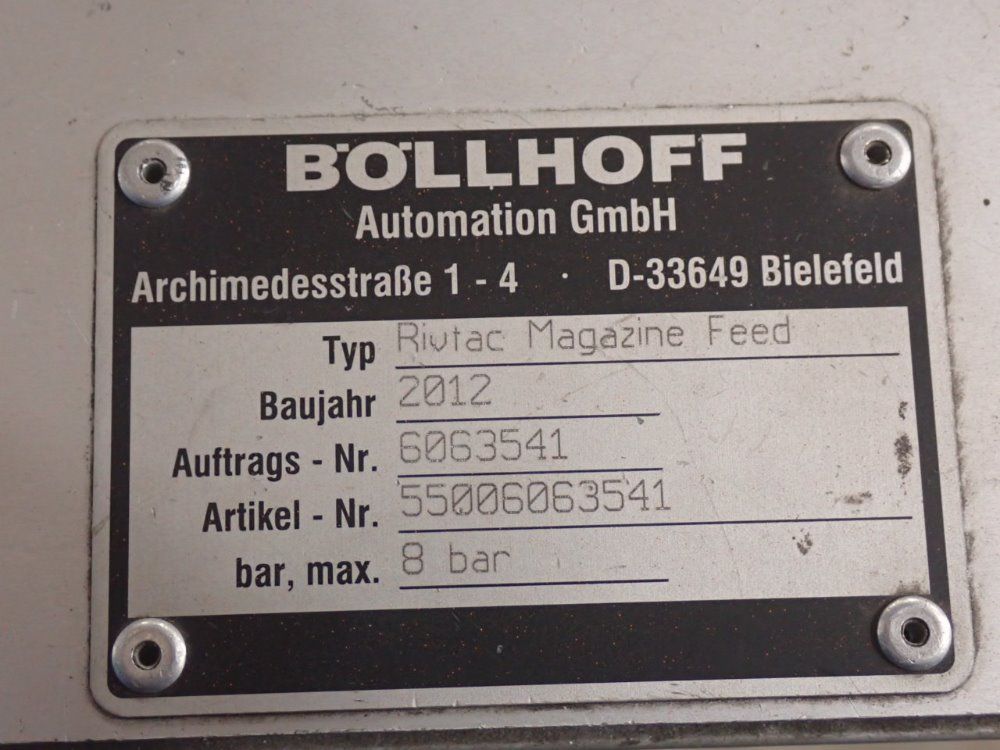 BÖLLHOFF
Automation GmbH
Archimedesstraße 1 - 4 · D-33649 Bielefeld
Typ Rivtac Magazine Feed
Baujahr 2012
Auftrags - Nr. 6063541
Artikel - Nr. 55006063541
bar, max. 8 bar